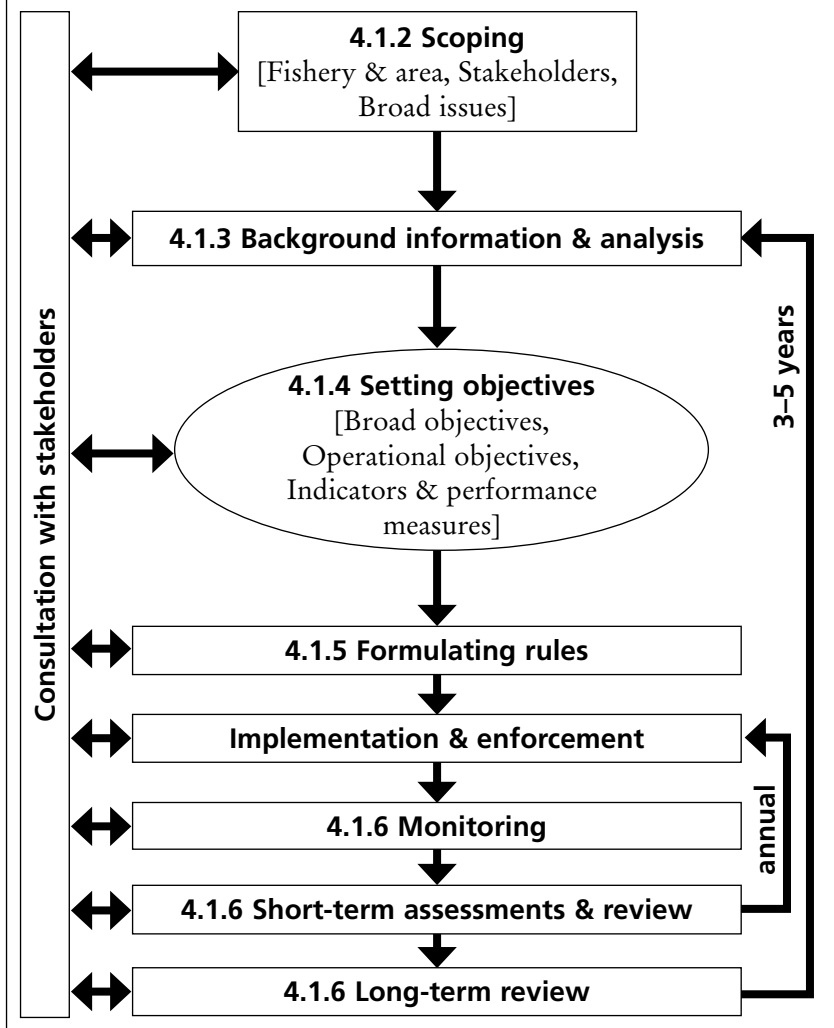 Consultation with stakeholders
4.1.2 Scoping
[Fishery & area, Stakeholders,
Broad issues]
4.1.3 Background information & analysis
4.1.4 Setting objectives
[Broad objectives,
Operational objectives,
Indicators & performance
measures]
3–5 years
4.1.5 Formulating rules
Implementation & enforcement
annual
4.1.6 Monitoring
4.1.6 Short-term assessments & review
4.1.6 Long-term review